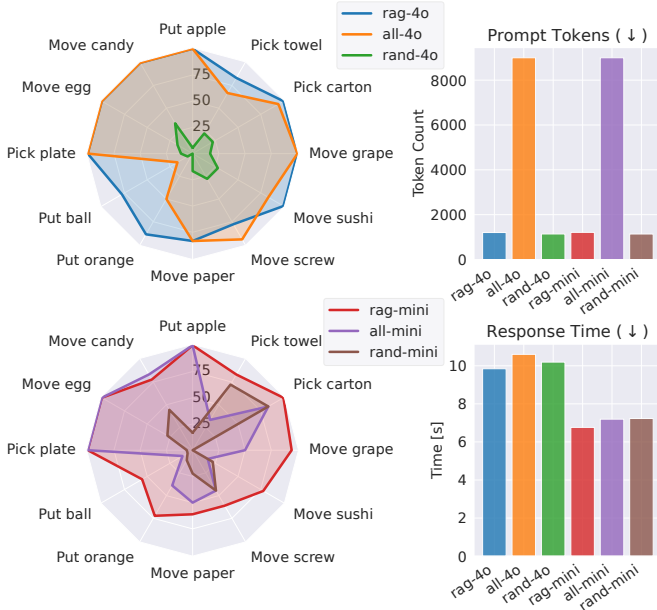 rag-4o
all-4o
rand-4o
Put apple
Pick towel
Pick carton
Move grape
Move sushi
Move screw
Move paper
Put orange
Put ball
Pick plate
Move egg
Move candy
75
50
25
Prompt Tokens (↓)
Token Count
8000
6000
4000
2000
0
rag-4o
all-4o
rand-4o
rag-mini
all-mini
rand-mini
rag-mini
all-mini
rand-mini
Put apple
Pick towel
Pick carton
Move grape
Move sushi
Move screw
Move paper
Put orange
Put ball
Pick plate
Move egg
Move candy
75
50
25
Response Time (↓)
Time [s]
10
8
6
4
2
0
rag-4o
all-4o
rand-4o
rag-mini
all-mini
rand-mini